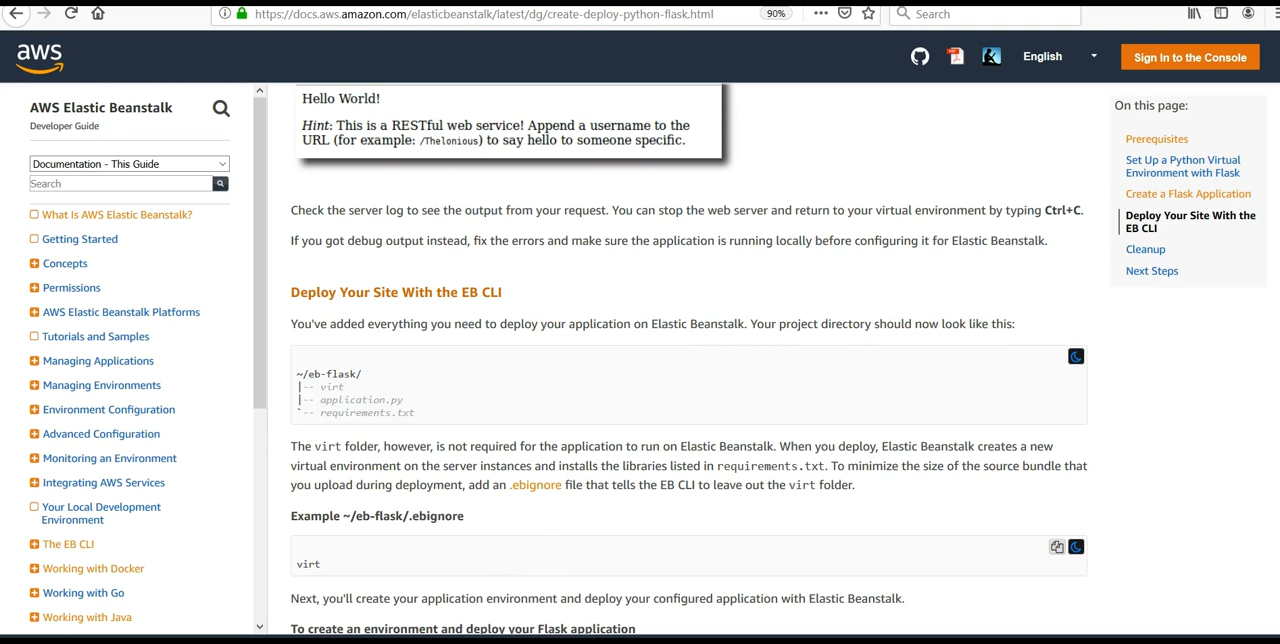 https://docs.aws.amazon.com/elasticbeanstalk/latest/dg/create-deploy-python-flask.html
90%
Search
aws
English
Sign In to the Console
AWS Elastic Beanstalk
Developer Guide
Documentation - This Guide
Search
What Is AWS Elastic Beanstalk?
Getting Started
Concepts
Permissions
AWS Elastic Beanstalk Platforms
Tutorials and Samples
Managing Applications
Managing Environments
Environment Configuration
Advanced Configuration
Monitoring an Environment
Integrating AWS Services
Your Local Development
Environment
The EB CLI
Working with Docker
Working with Go
Working with Java
Hello World!
Hint: This is a RESTful web service! Append a username to the
URL (for example: /Thelonious) to say hello to someone specific.
Check the server log to see the output from your request. You can stop the web server and return to your virtual environment by typing Ctrl+C.
If you got debug output instead, fix the errors and make sure the application is running locally before configuring it for Elastic Beanstalk.
Deploy Your Site With the EB CLI
You've added everything you need to deploy your application on Elastic Beanstalk. Your project directory should now look like this:
~/eb-flask/
|-- virt
|-- application.py
`-- requirements.txt
The virt folder, however, is not required for the application to run on Elastic Beanstalk. When you deploy, Elastic Beanstalk creates a new
virtual environment on the server instances and installs the libraries listed in requirements.txt. To minimize the size of the source bundle that
you upload during deployment, add an .ebignore file that tells the EB CLI to leave out the virt folder.
Example ~/eb-flask/.ebignore
virt
Next, you'll create your application environment and deploy your configured application with Elastic Beanstalk.
To create an environment and deploy your Flask application
On this page:
Prerequisites
Set Up a Python Virtual
Environment with Flask
Create a Flask Application
Deploy Your Site With the
EB CLI
Cleanup
Next Steps